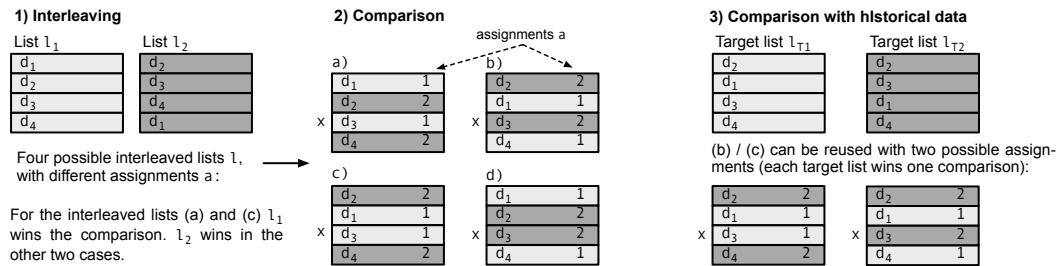 1) Interleaving
List l1
List l2
d1
d2
d3
d4
d2
d3
d4
d1
Four possible interleaved lists l,
with different assignments a:
For the interleaved lists (a) and (c) l1
wins the comparison. l2 wins in the
other two cases.
2) Comparison
assignments a
a)
d1 1
d2 2
x d3 1
d4 2
b)
d2 2
d1 1
x d3 2
d4 1
c)
d2 2
d1 1
x d3 1
d4 2
d)
d1 1
d2 2
x d3 2
d4 1
3) Comparison with hIstorical data
Target list lT1
Target list lT2
d2
d1
d3
d4
d2
d3
d1
d4
(b) / (c) can be reused with two possible assign-
ments (each target list wins one comparison):
d2 2
d1 1
x d3 1
d4 2
d2 2
d1 1
x d3 2
d4 1